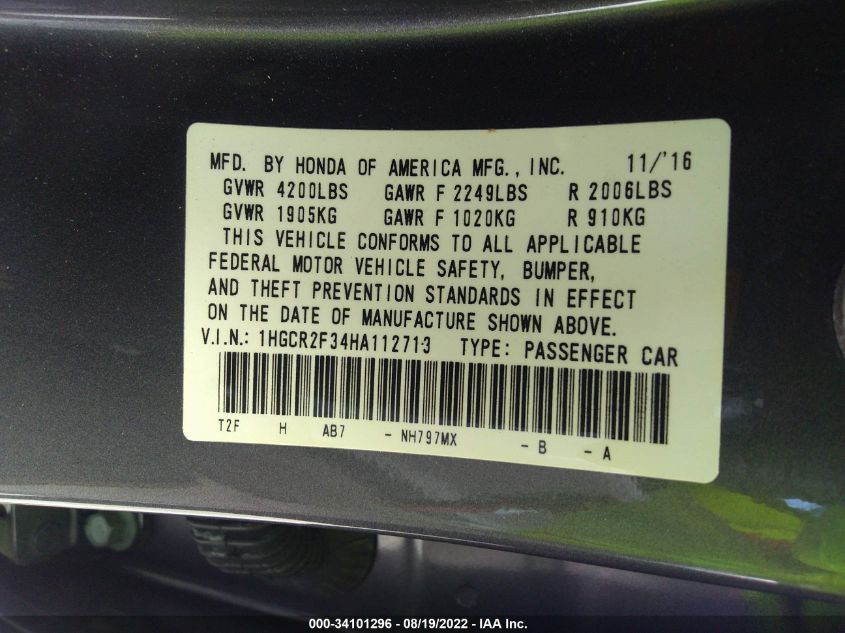 MFD. BY HONDA OF AMERICA MFG., INC. 11/'16
GVWR 4200LBS GAWR F 2249LBS R 2006LBS
GVWR 1905KG GAWR F 1020KG R 910KG
THIS VEHICLE CONFORMS TO ALL APPLICABLE
FEDERAL MOTOR VEHICLE SAFETY, BUMPER,
AND THEFT PREVENTION STANDARDS IN EFFECT
ON THE DATE OF MANUFACTURE SHOWN ABOVE.
V.I.N.: 1HGCR2F34HA112713 TYPE: PASSENGER CAR
T2F H AB7 - NH797MX - B - A
000-34101296 - 08/19/2022 - IAA Inc.